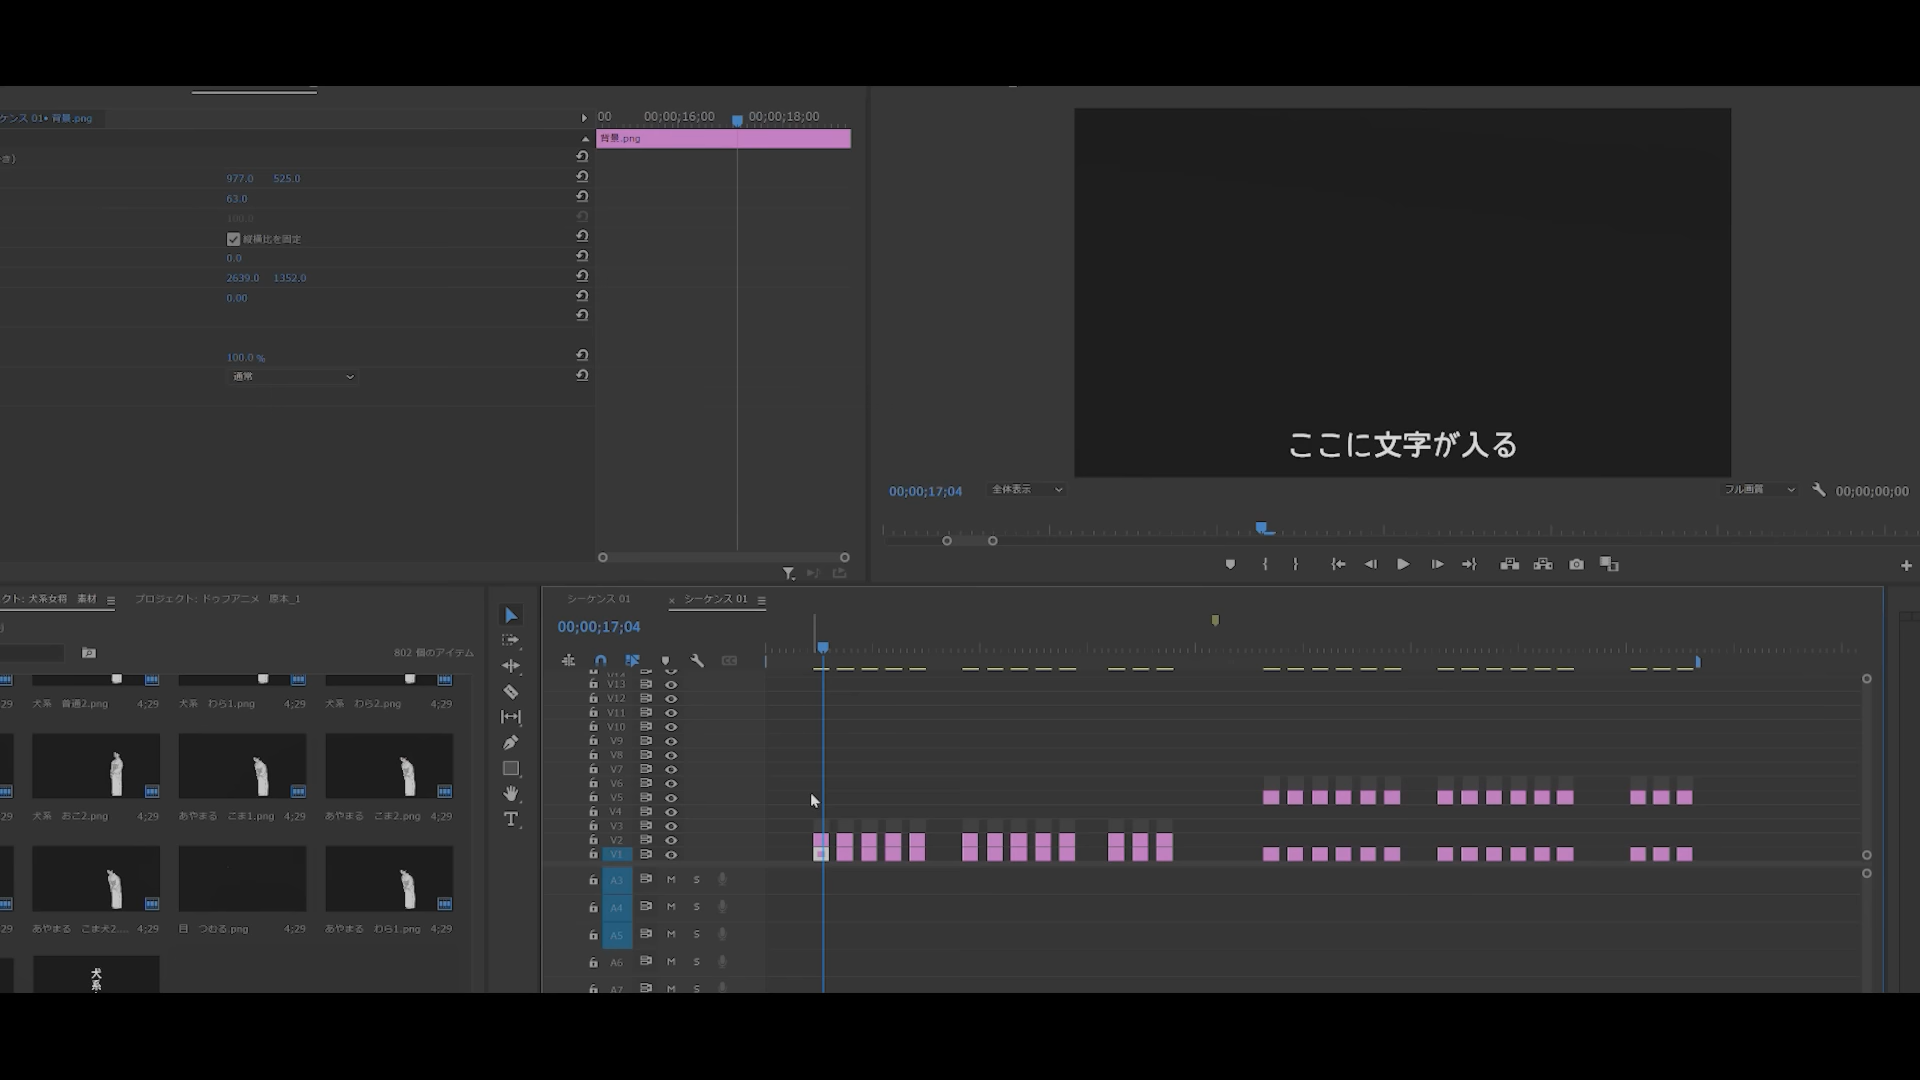 ケンス 01• 背景.png
00
00;00;16;00
00;00;18;00
背景.png
き)
977.0 525.0
63.0
100.0
縦横比を固定
0.0
2639.0 1352.0
0.00
100.0 %
通常
ここに文字が入る
00;00;17;04
全体表示
フル画質
00;00;00;00
クト: 犬系女将 素材
プロジェクト: ドゥフアニメ 原本_1
802 個のアイテム
シーケンス 01
× シーケンス 01
00;00;17;04
29
犬系 普通2.png 4;29
犬系 わら1.png 4;29
犬系 わら2.png 4;29
29
犬系 おこ2.png 4;29
あやまる こま1.png 4;29
あやまる こま2.png 4;29
29
あやまる こま犬2.... 4;29
目 つむる.png 4;29
あやまる わら1.png 4;29
犬系
V13
V12
V11
V10
V9
V8
V7
V6
V5
V4
V3
V2
V1
A3 M S
A4 M S
A5 M S
A6 M S
A7 M S